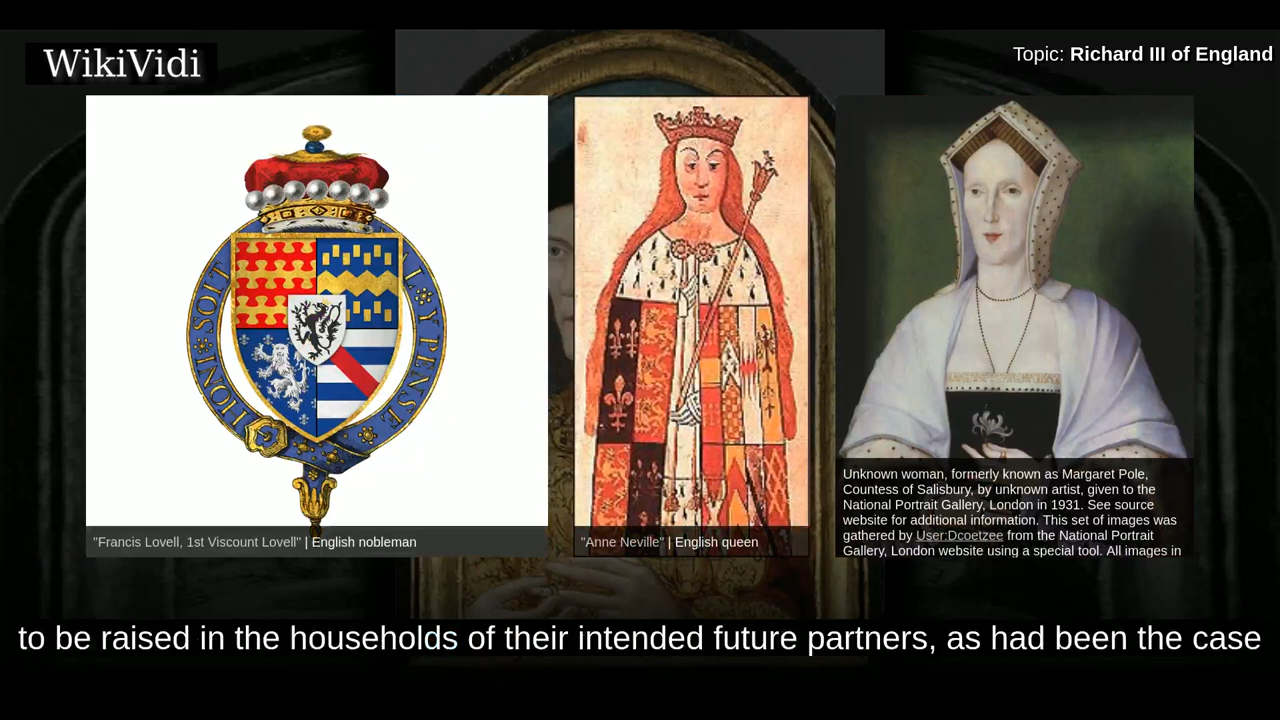 WikiVidi
Topic: Richard III of England
HONI SOIT
L Y PENSE
"Francis Lovell, 1st Viscount Lovell" | English nobleman
"Anne Neville" | English queen
Unknown woman, formerly known as Margaret Pole,
Countess of Salisbury, by unknown artist, given to the
National Portrait Gallery, London in 1931. See source
website for additional information. This set of images was
gathered by User:Dcoetzee from the National Portrait
Gallery, London website using a special tool. All images in
to be raised in the households of their intended future partners, as had been the case